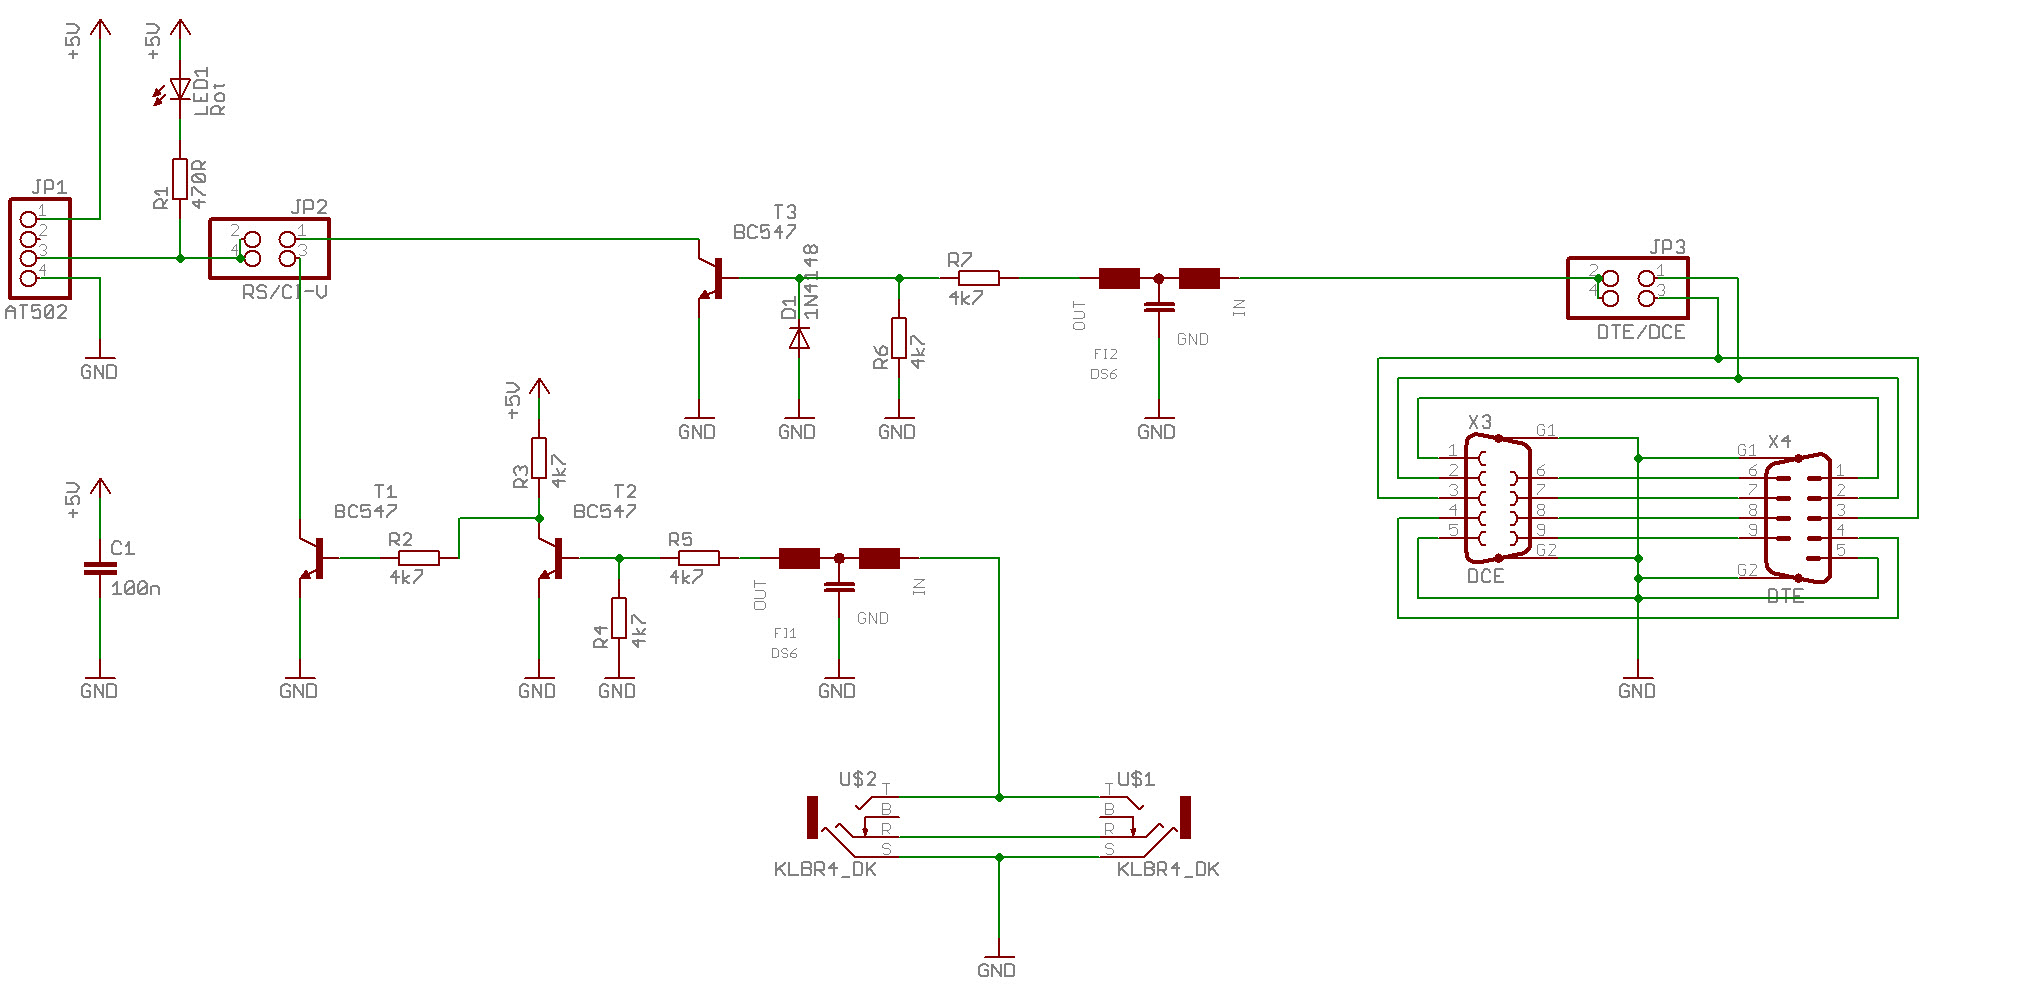 +5V
+5V
LED1
Rot
R1
470R
JP1
1
2
3
4
AT502
GND
JP2
2
1
4
3
RS/CI-V
T3
BC547
GND
D1
1N4148
GND
R6
4k7
GND
R7
4k7
OUT
IN
GND
FI2
DS6
GND
JP3
2
1
4
3
DTE/DCE
X3
G1
1
2
6
3
7
4
8
5
9
G2
DCE
X4
G1
6
1
7
2
8
3
9
4
5
G2
DTE
GND
+5V
C1
100n
GND
T1
BC547
GND
R2
4k7
+5V
R3
4k7
T2
BC547
GND
R4
4k7
GND
R5
4k7
OUT
IN
GND
FI1
DS6
GND
U$2
T
B
R
S
KLBR4_DK
U$1
T
B
R
S
KLBR4_DK
GND